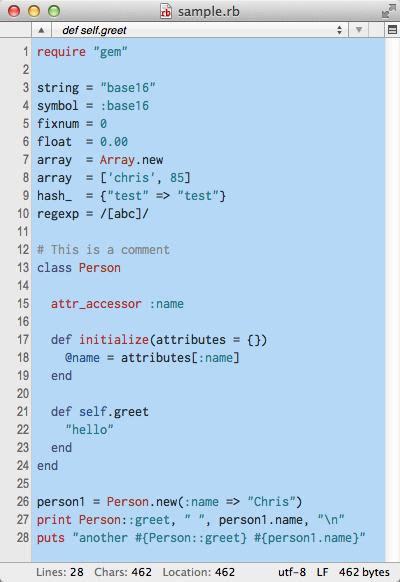 sample.rb
def self.greet
1 require "gem"
2
3 string = "base16"
4 symbol = :base16
5 fixnum = 0
6 float  = 0.00
7 array  = Array.new
8 array  = ['chris', 85]
9 hash_  = {"test" => "test"}
10 regexp = /[abc]/
11
12 # This is a comment
13 class Person
14
15   attr_accessor :name
16
17   def initialize(attributes = {})
18     @name = attributes[:name]
19   end
20
21   def self.greet
22     "hello"
23   end
24 end
25
26 person1 = Person.new(:name => "Chris")
27 print Person::greet, " ", person1.name, "\n"
28 puts "another #{Person::greet} #{person1.name}"
Lines: 28 Chars: 462 Location: 462 utf-8 LF 462 bytes